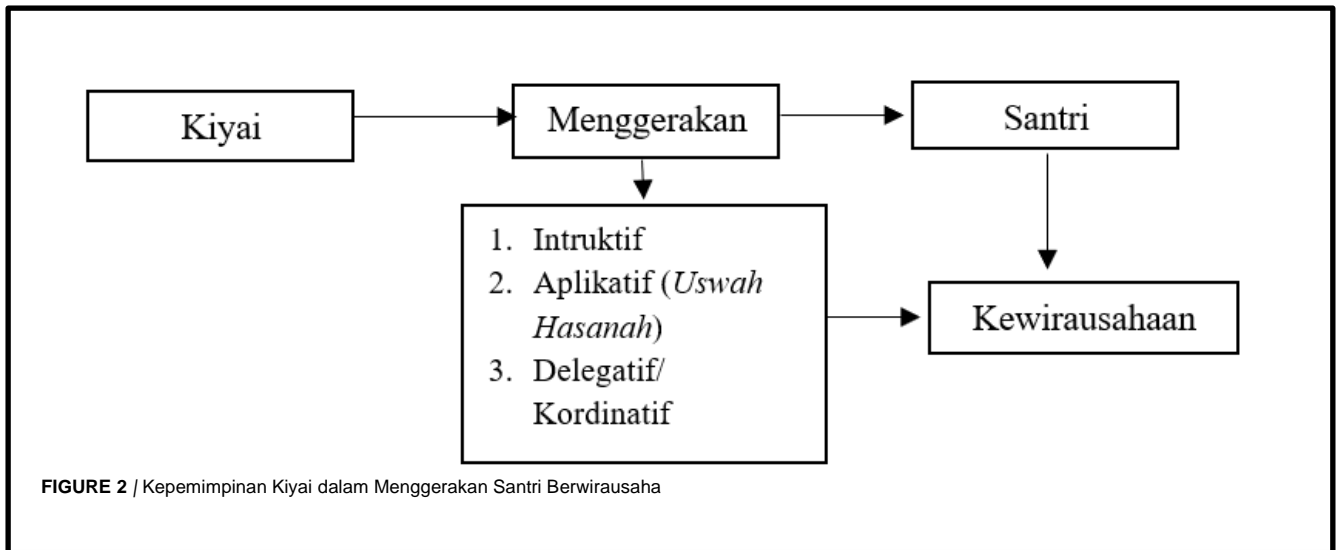 Kiyai
Menggerakan
Santri
1. Intruktif
2. Aplikatif (Uswah
Hasanah)
3. Delegatif/
Kordinatif
Kewirausahaan
FIGURE 2 | Kepemimpinan Kiyai dalam Menggerakan Santri Berwirausaha